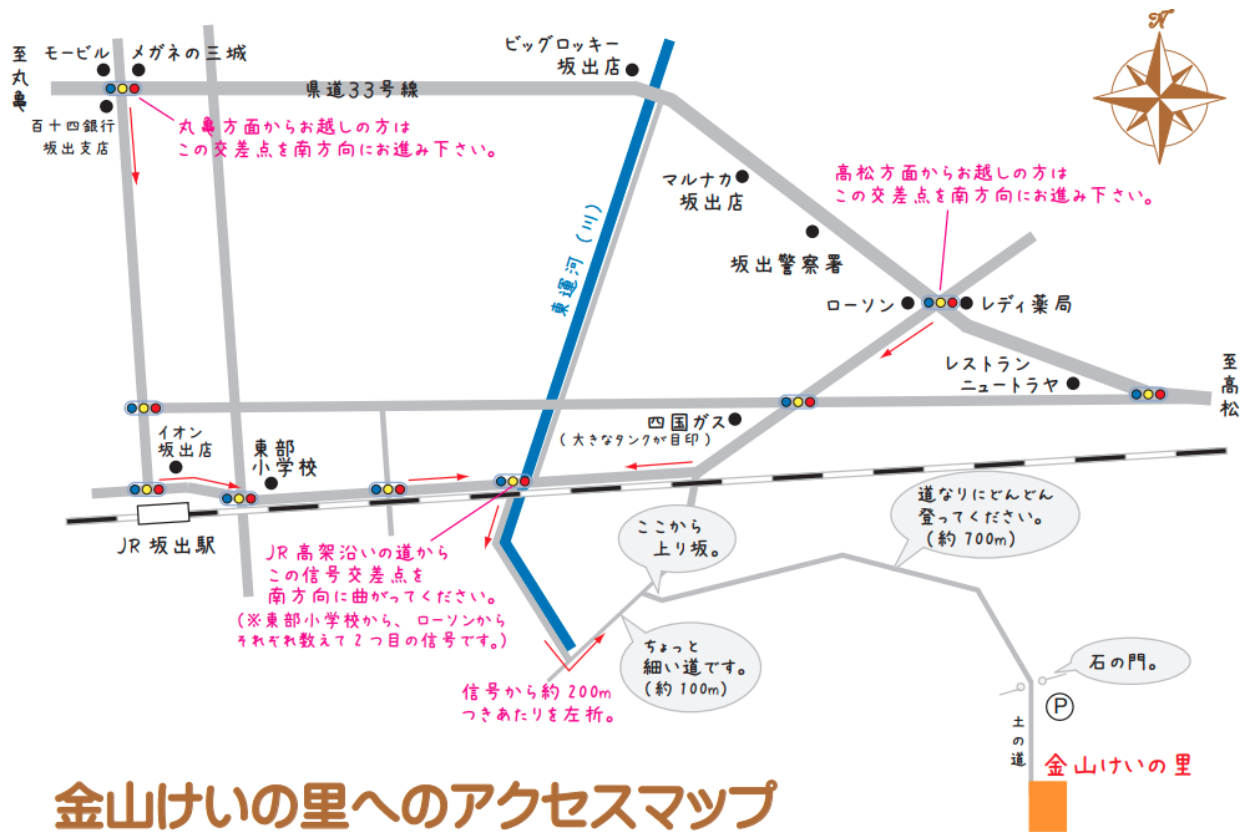 N
至丸亀
モービル
メガネの三城
県道33号線
百十四銀行
坂出支店
丸亀方面からお越しの方は
この交差点を南方向にお進み下さい。
ビッグロッキー
坂出店
マルナカ
坂出店
高松方面からお越しの方は
この交差点を南方向にお進み下さい。
坂出警察署
東運河（川）
ローソン
レディ薬局
レストラン
ニュートラヤ
至高松
四国ガス
（大きなタンクが目印）
イオン
坂出店
東部
小学校
JR坂出駅
JR高架沿いの道から
この信号交差点を
南方向に曲がってください。
（※東部小学校から、ローソンから
それぞれ数えて2つ目の信号です。）
ここから
上り坂。
道なりにどんどん
登ってください。
（約700m）
ちょっと
細い道です。
（約100m）
信号から約200m
つきあたりを左折。
石の門。
P
土の道
金山けいの里
金山けいの里へのアクセスマップ